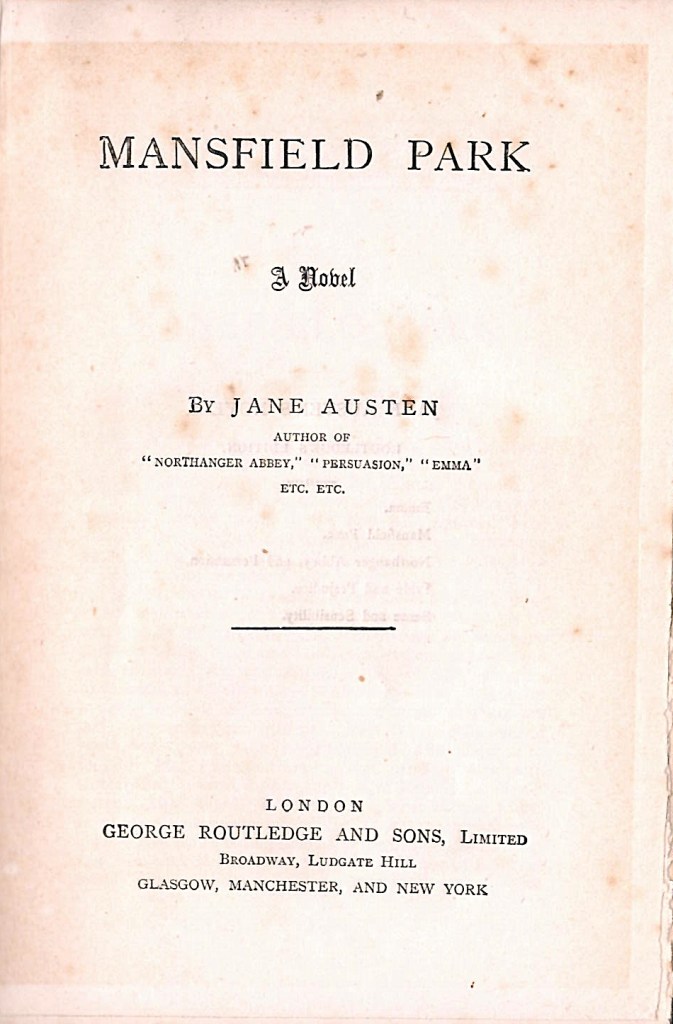 MANSFIELD PARK
A Novel
By JANE AUSTEN
AUTHOR OF
"NORTHANGER ABBEY," "PERSUASION," "EMMA"
ETC. ETC.
LONDON
GEORGE ROUTLEDGE AND SONS, LIMITED
BROADWAY, LUDGATE HILL
GLASGOW, MANCHESTER, AND NEW YORK